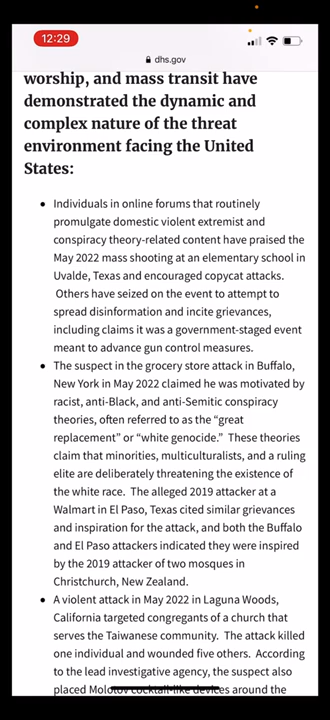 12:29
dhs.gov
worship, and mass transit have
demonstrated the dynamic and
complex nature of the threat
environment facing the United
States:
• Individuals in online forums that routinely
promulgate domestic violent extremist and
conspiracy theory-related content have praised the
May 2022 mass shooting at an elementary school in
Uvalde, Texas and encouraged copycat attacks.
Others have seized on the event to attempt to
spread disinformation and incite grievances,
including claims it was a government-staged event
meant to advance gun control measures.
• The suspect in the grocery store attack in Buffalo,
New York in May 2022 claimed he was motivated by
racist, anti-Black, and anti-Semitic conspiracy
theories, often referred to as the “great
replacement” or “white genocide.”  These theories
claim that minorities, multiculturalists, and a ruling
elite are deliberately threatening the existence of
the white race.  The alleged 2019 attacker at a
Walmart in El Paso, Texas cited similar grievances
and inspiration for the attack, and both the Buffalo
and El Paso attackers indicated they were inspired
by the 2019 attacker of two mosques in
Christchurch, New Zealand.
• A violent attack in May 2022 in Laguna Woods,
California targeted congregants of a church that
serves the Taiwanese community.  The attack killed
one individual and wounded five others.  According
to the lead investigative agency, the suspect also
placed Molotov cocktail-like devices around the